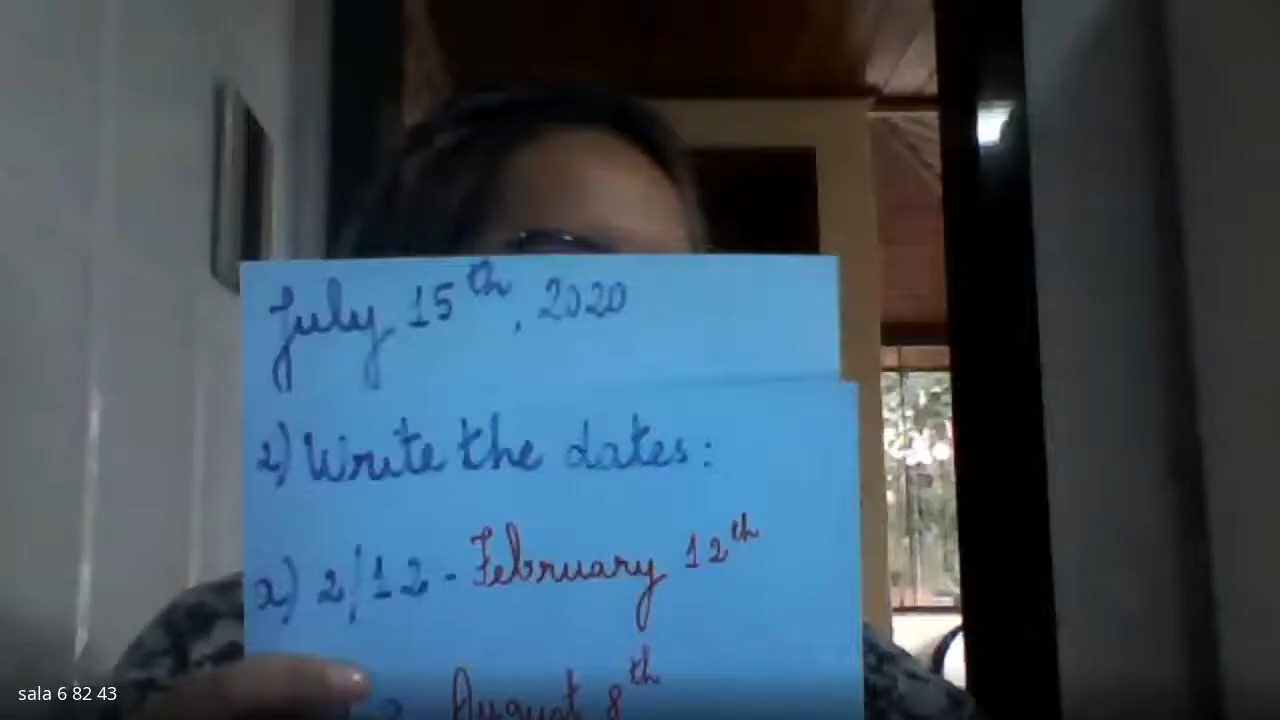 July 15th, 2020
2) Write the dates:
a) 2/12 - February 12th
August 8th
sala 6 82 43